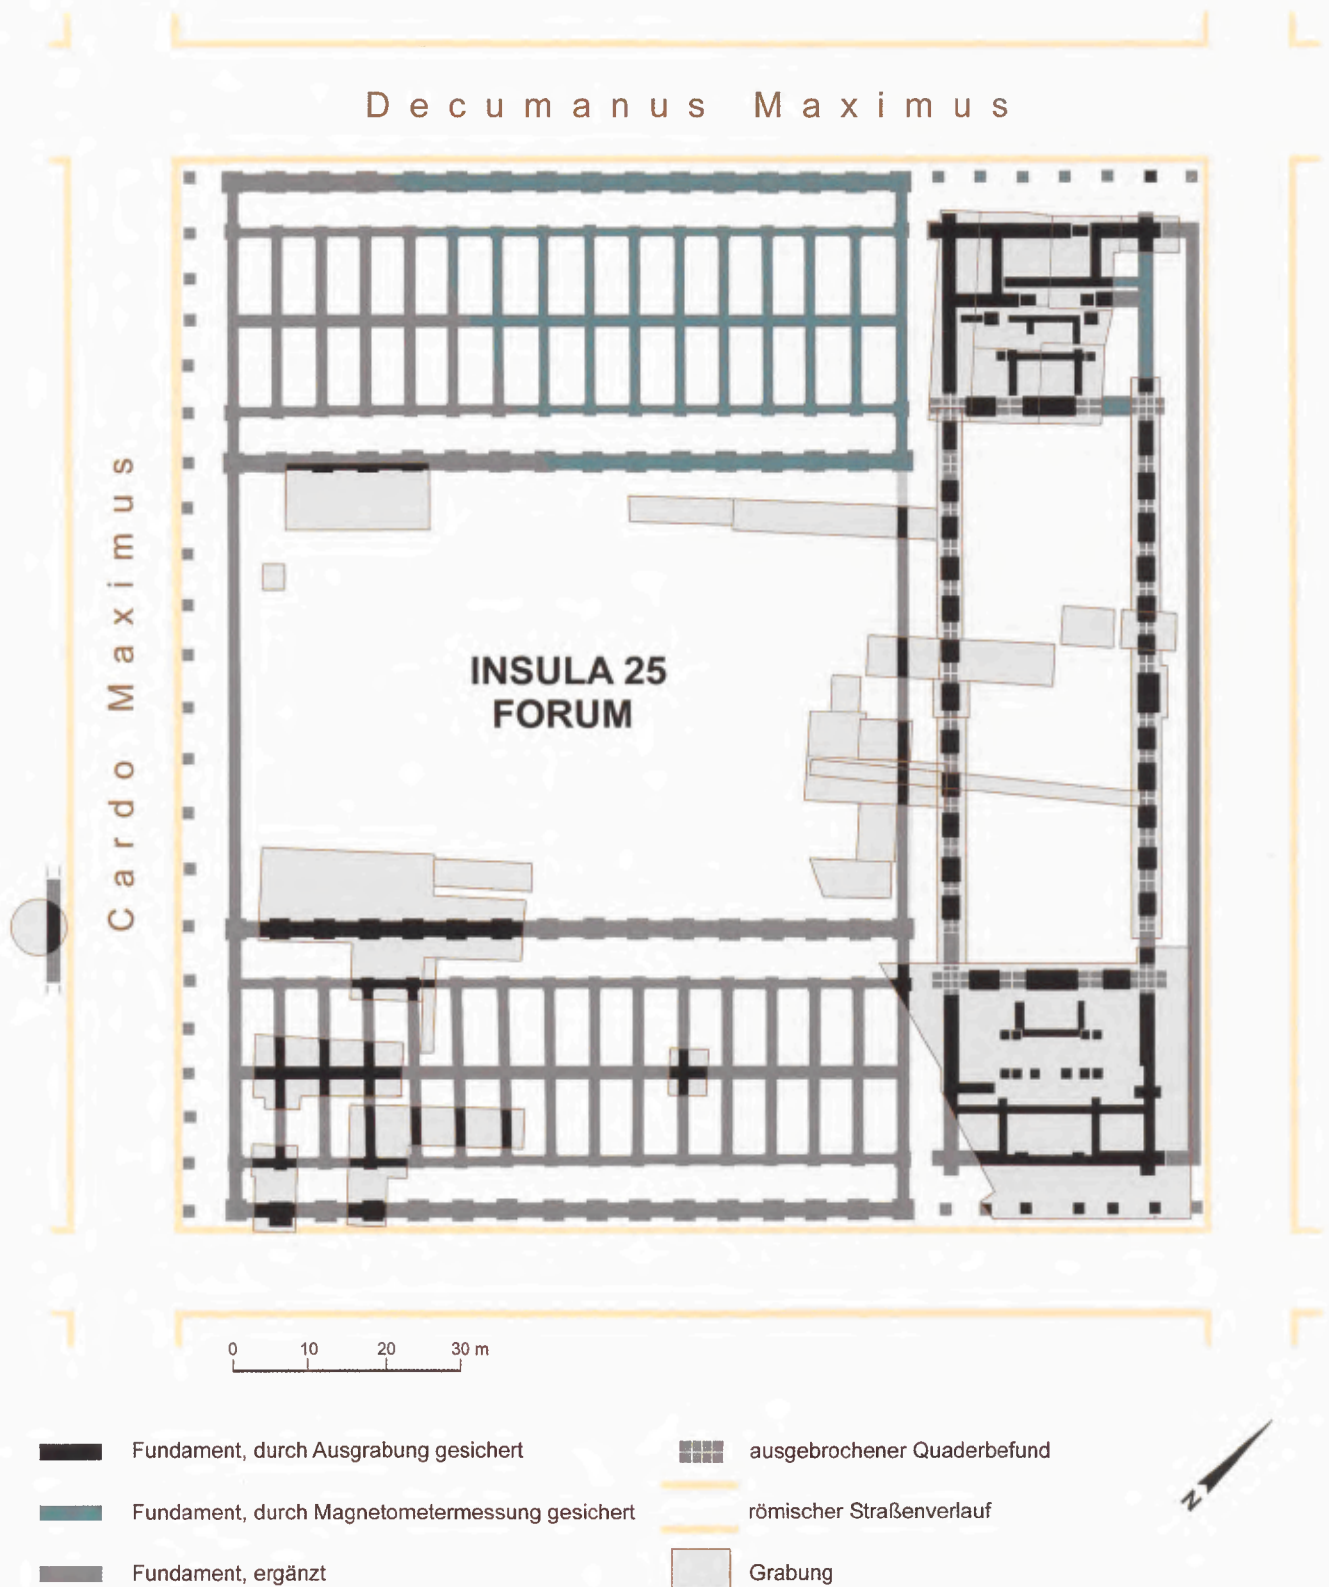 Decumanus Maximus
Cardo Maximus
INSULA 25
FORUM
0 10 20 30 m
Fundament, durch Ausgrabung gesichert
Fundament, durch Magnetometermessung gesichert
Fundament, ergänzt
ausgebrochener Quaderbefund
römischer Straßenverlauf
Grabung
N